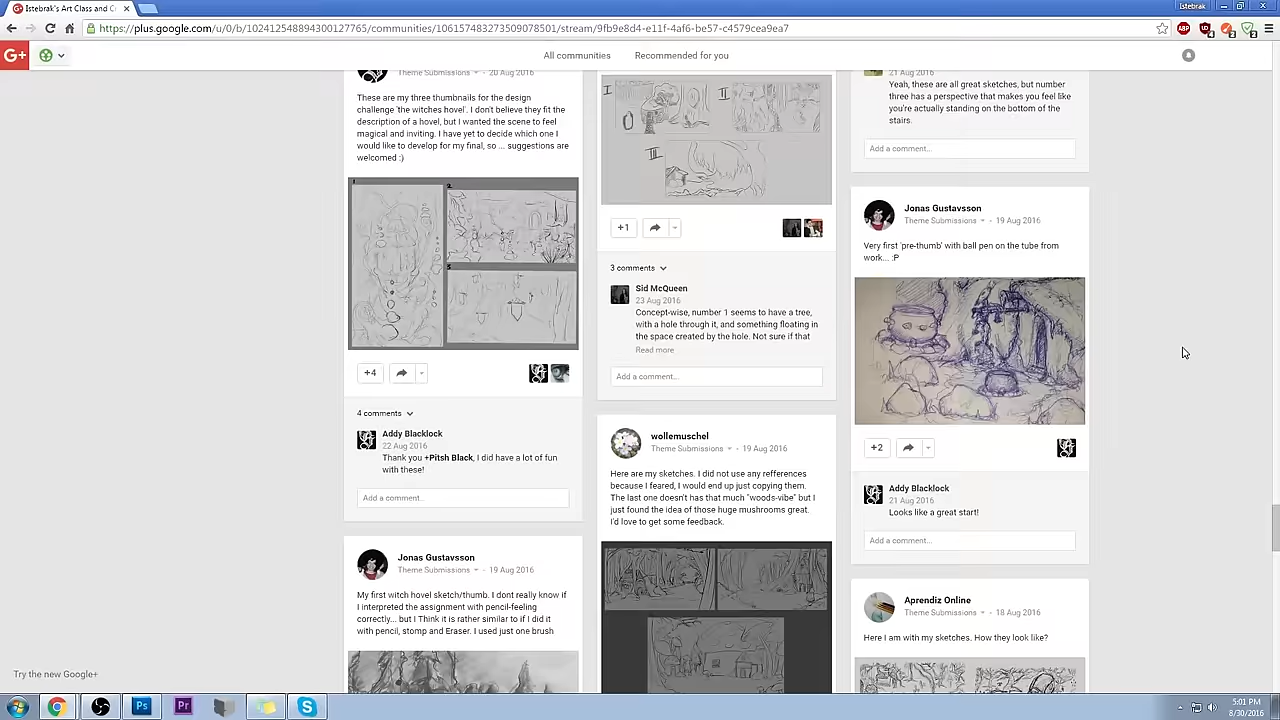 Istebrak's Art Class and Cr
Istebrak
https://plus.google.com/u/0/b/102412548894300127765/communities/106157483273509078501/stream/9fb9e8d4-e11f-4af6-be57-c4579cea9ea7
G+
All communities
Recommended for you
Theme Submissions - 20 Aug 2016
These are my three thumbnails for the design
challenge 'the witches hovel'. I don't believe they fit the
description of a hovel, but I wanted the scene to feel
magical and inviting. I have yet to decide which one I
would like to develop for my final, so ... suggestions are
welcomed :)
+4
4 comments
Addy Blacklock
22 Aug 2016
Thank you +Pitsh Black, I did have a lot of fun
with these!
Add a comment..
Jonas Gustavsson
Theme Submissions - 19 Aug 2016
My first witch hovel sketch/thumb. I dont really know if
I interpreted the assignment with pencil-feeling
correctly... but I Think it is rather similar to if I did it
with pencil, stomp and Eraser. I used just one brush
I
II
III
+1
3 comments
Sid McQueen
23 Aug 2016
Concept-wise, number 1 seems to have a tree,
with a hole through it, and something floating in
the space created by the hole. Not sure if that
Read more
Add a comment...
wollemuschel
Theme Submissions - 19 Aug 2016
Here are my sketches. I did not use any refferences
because I feared, I would end up just copying them.
The last one doesn't has that much "woods-vibe" but I
just found the idea of those huge mushrooms great.
I'd love to get some feedback.
21 Aug 2016
Yeah, these are all great sketches, but number
three has a perspective that makes you feel like
you're actually standing on the bottom of the
stairs.
Add a comment...
Jonas Gustavsson
Theme Submissions - 19 Aug 2016
Very first 'pre-thumb' with ball pen on the tube from
work... :P
+2
Addy Blacklock
21 Aug 2016
Looks like a great start!
Add a comment...
Aprendiz Online
Theme Submissions - 18 Aug 2016
Here I am with my sketches. How they look like?
Try the new Google+
Ps
Pr
5:01 PM
8/30/2016